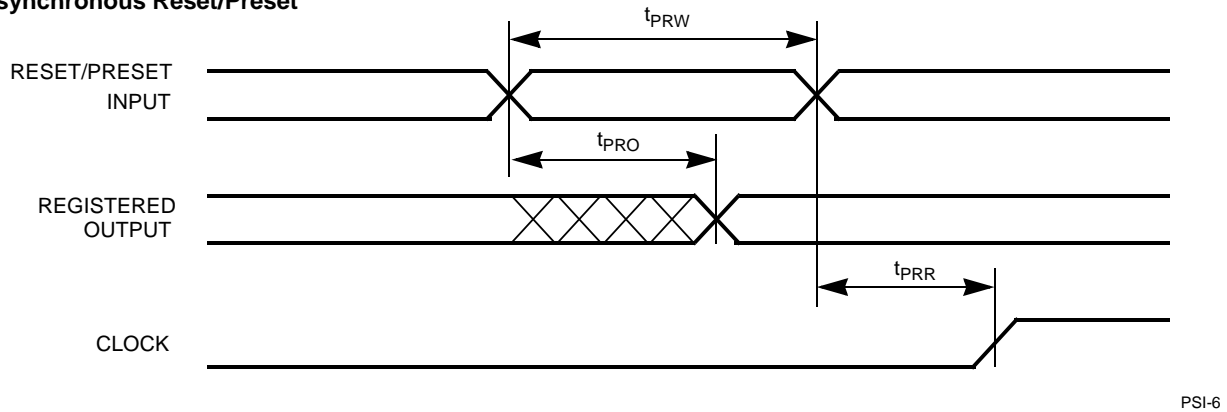 synchronous Reset/Preset
tPRW
RESET/PRESET
INPUT
tPRO
REGISTERED
OUTPUT
tPRR
CLOCK
PSI-6